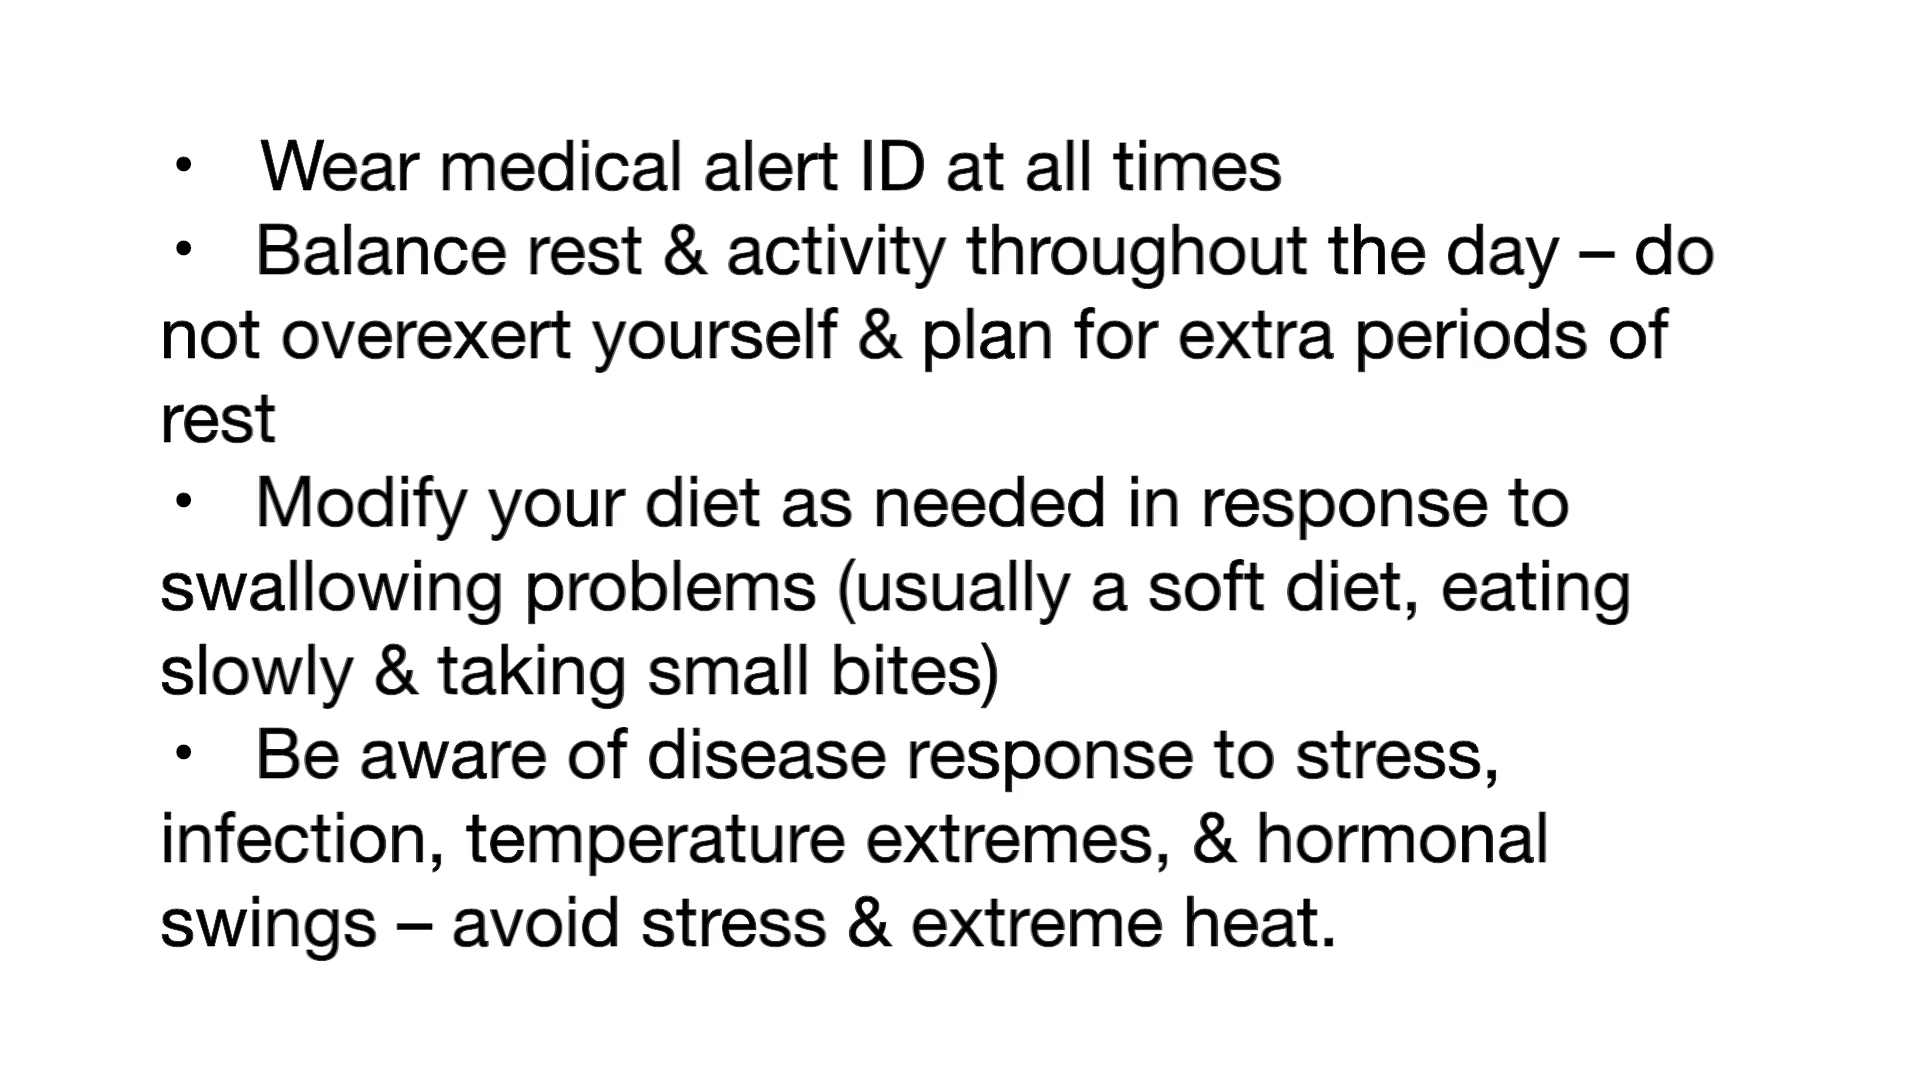 • Wear medical alert ID at all times
• Balance rest & activity throughout the day – do
not overexert yourself & plan for extra periods of
rest
• Modify your diet as needed in response to
swallowing problems (usually a soft diet, eating
slowly & taking small bites)
• Be aware of disease response to stress,
infection, temperature extremes, & hormonal
swings – avoid stress & extreme heat.